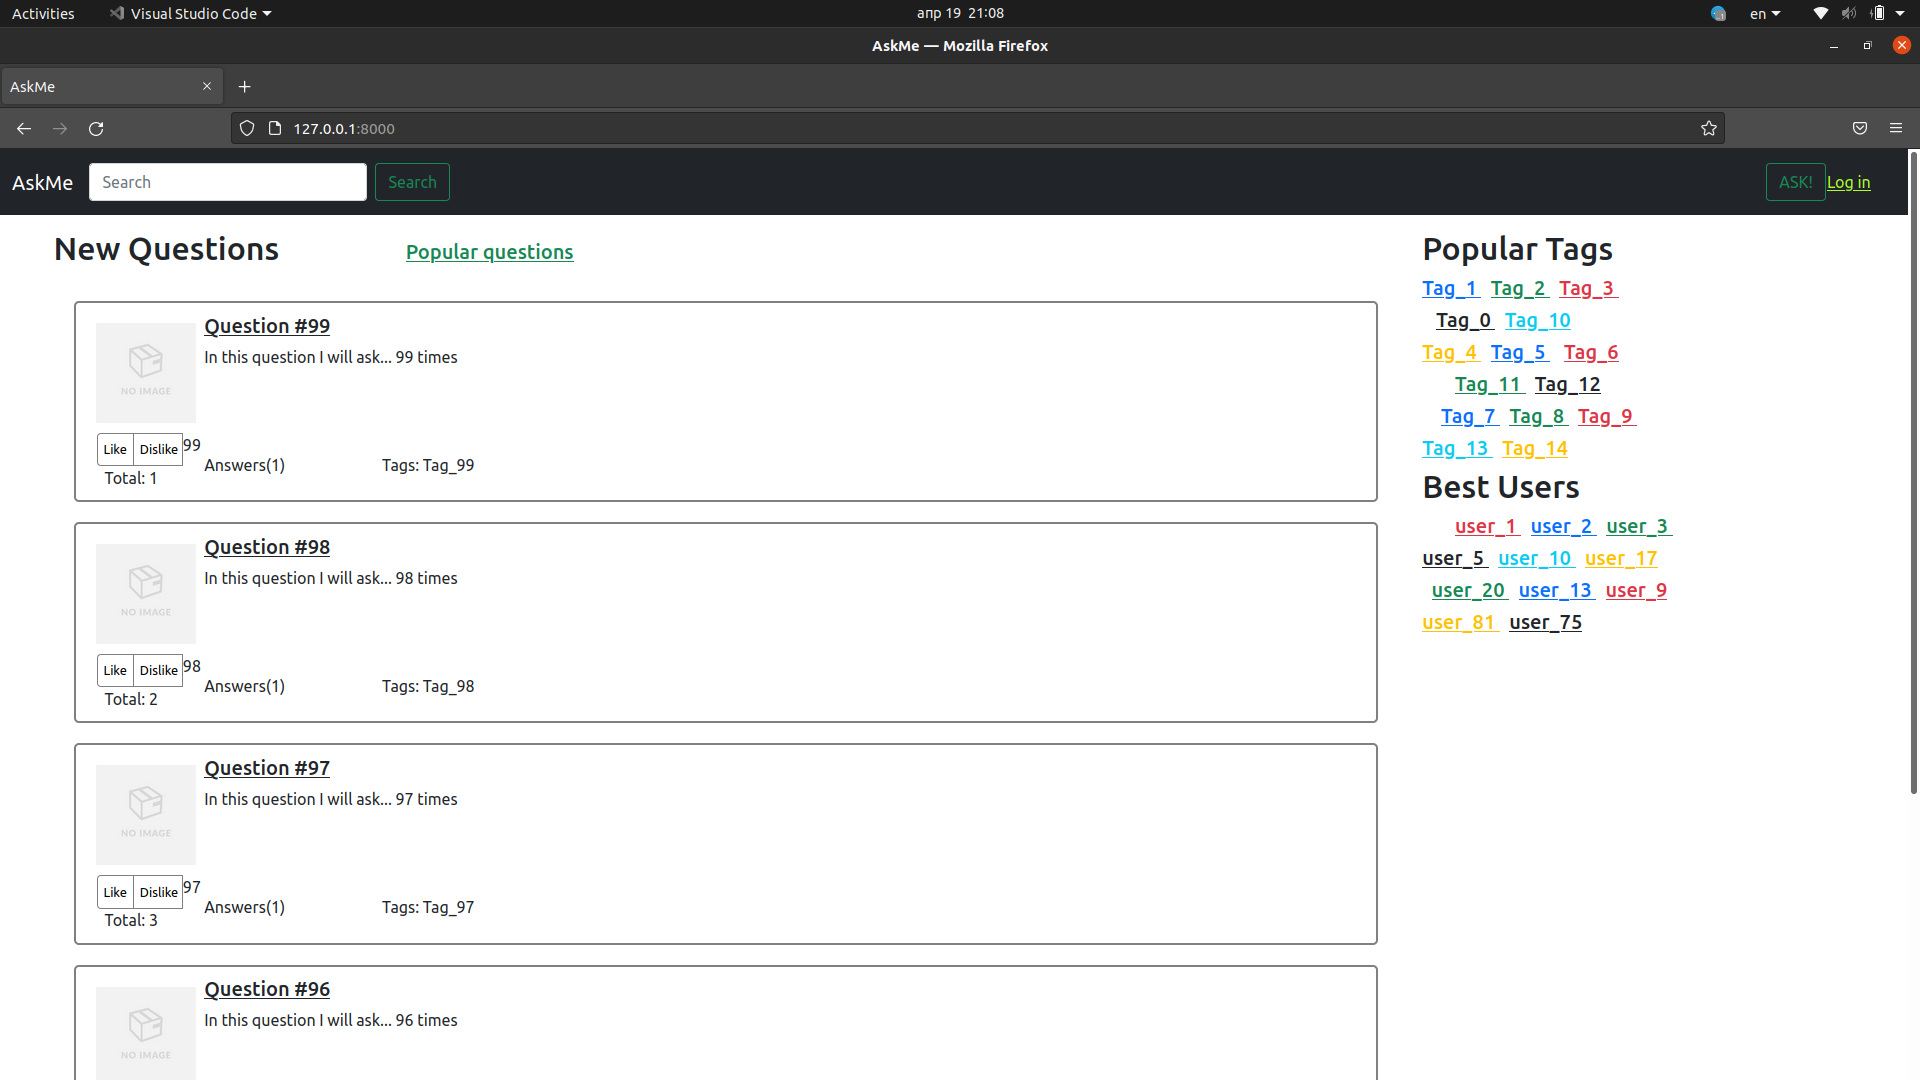 Activities Visual Studio Code апр 19 21:08 en
AskMe — Mozilla Firefox
AskMe
127.0.0.1:8000
AskMe Search Search ASK! Log in
New Questions Popular questions
Question #99
In this question I will ask... 99 times
NO IMAGE
Like Dislike 99
Answers(1) Tags: Tag_99
Total: 1
Question #98
In this question I will ask... 98 times
NO IMAGE
Like Dislike 98
Answers(1) Tags: Tag_98
Total: 2
Question #97
In this question I will ask... 97 times
NO IMAGE
Like Dislike 97
Answers(1) Tags: Tag_97
Total: 3
Question #96
In this question I will ask... 96 times
NO IMAGE
Popular Tags
Tag_1 Tag_2 Tag_3
Tag_0 Tag_10
Tag_4 Tag_5 Tag_6
Tag_11 Tag_12
Tag_7 Tag_8 Tag_9
Tag_13 Tag_14
Best Users
user_1 user_2 user_3
user_5 user_10 user_17
user_20 user_13 user_9
user_81 user_75